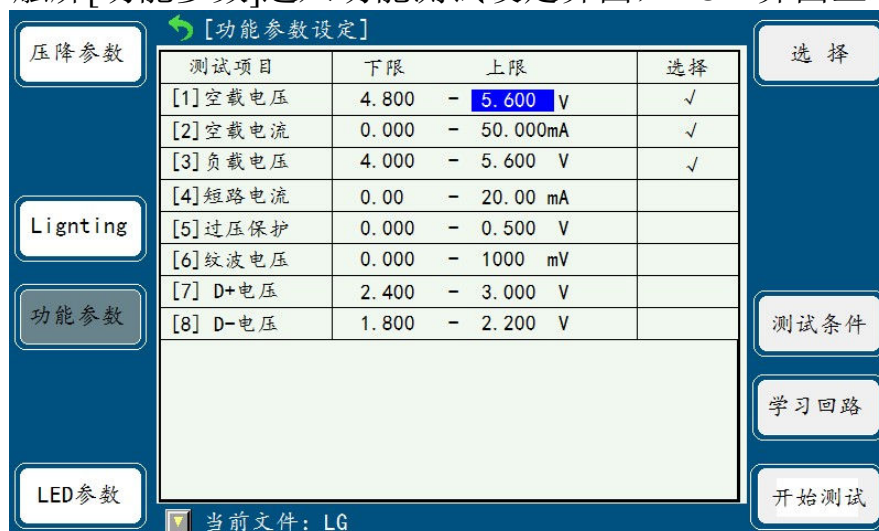 [功能参数设定]
压降参数
选 择
测试项目 下限 上限 选择
[1]空载电压 4.800 - 5.600 V √
[2]空载电流 0.000 - 50.000mA √
[3]负载电压 4.000 - 5.600 V √
[4]短路电流 0.00 - 20.00 mA
Lignting
[5]过压保护 0.000 - 0.500 V
[6]纹波电压 0.000 - 1000 mV
[7] D+电压 2.400 - 3.000 V
功能参数
[8] D-电压 1.800 - 2.200 V
测试条件
学习回路
LED参数
开始测试
当前文件: LG